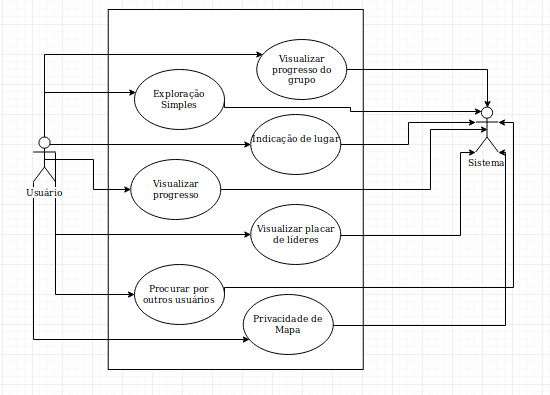 Visualizar
progresso do
grupo
Exploração
Simples
Indicação de lugar
Sistema
Visualizar
progresso
Usuário
Visualizar placar
de líderes
Procurar por
outros usuários
Privacidade de
Mapa